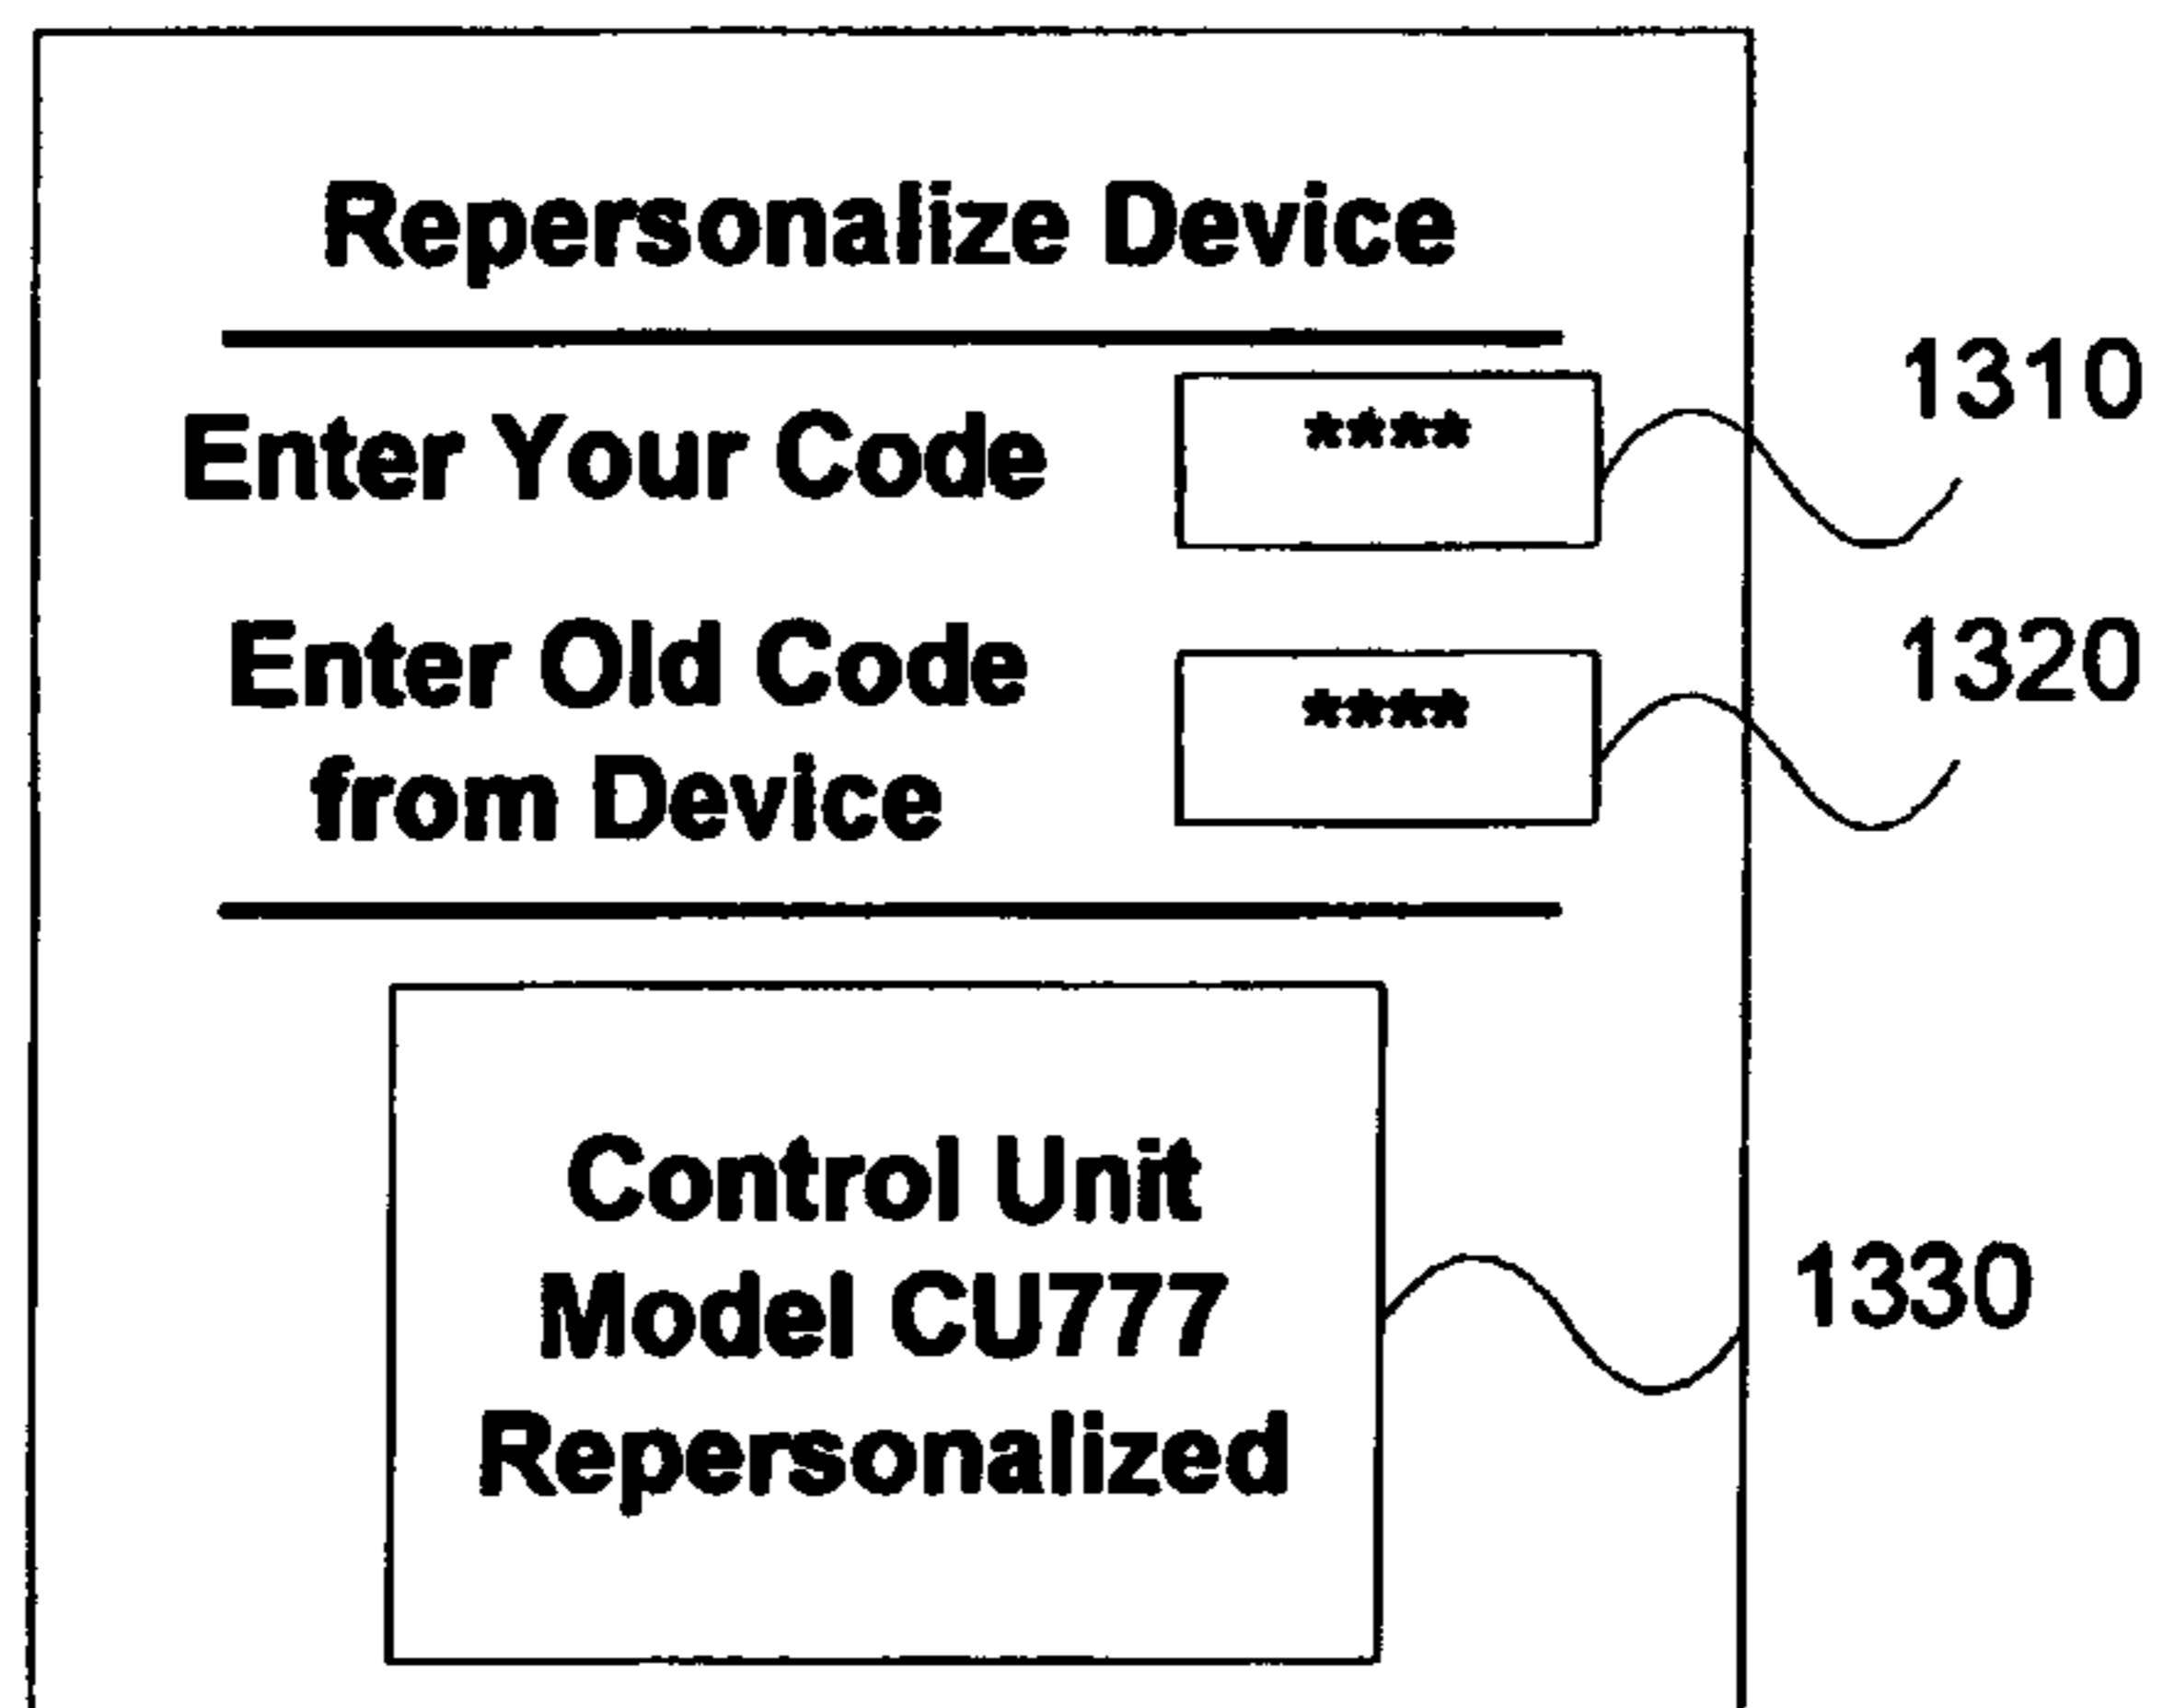 Repersonalize Device
Enter Your Code **** 1310
Enter Old Code
from Device **** 1320
Control Unit
Model CU777
Repersonalized
1330